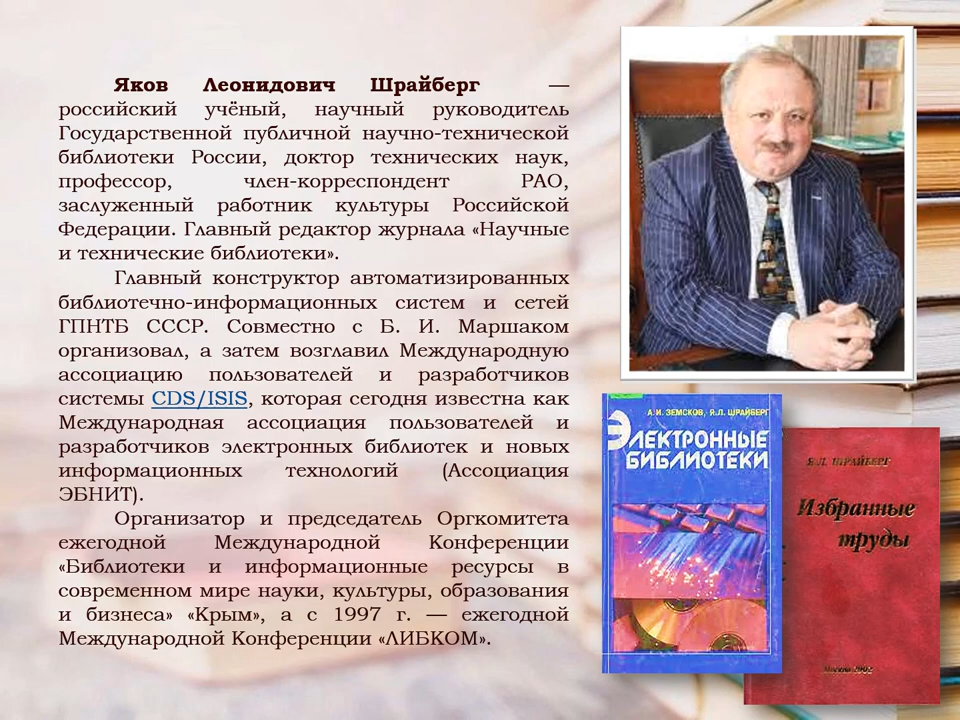 Яков Леонидович Шрайберг —
российский учёный, научный руководитель
Государственной публичной научно-технической
библиотеки России, доктор технических наук,
профессор, член-корреспондент РАО,
заслуженный работник культуры Российской
Федерации. Главный редактор журнала «Научные
и технические библиотеки».
Главный конструктор автоматизированных
библиотечно-информационных систем и сетей
ГПНТБ СССР. Совместно с Б. И. Маршаком
организовал, а затем возглавил Международную
ассоциацию пользователей и разработчиков
системы CDS/ISIS, которая сегодня известна как
Международная ассоциация пользователей и
разработчиков электронных библиотек и новых
информационных технологий (Ассоциация
ЭБНИТ).
Организатор и председатель Оргкомитета
ежегодной Международной Конференции
«Библиотеки и информационные ресурсы в
современном мире науки, культуры, образования
и бизнеса» «Крым», а с 1997 г. — ежегодной
Международной Конференции «ЛИБКОМ».
А.И. ЗЕМСКОВ, Я.Л. ШРАЙБЕРГ
ЭЛЕКТРОННЫЕ
БИБЛИОТЕКИ
Я.Л. ШРАЙБЕРГ
Избранные
труды
Москва 2002